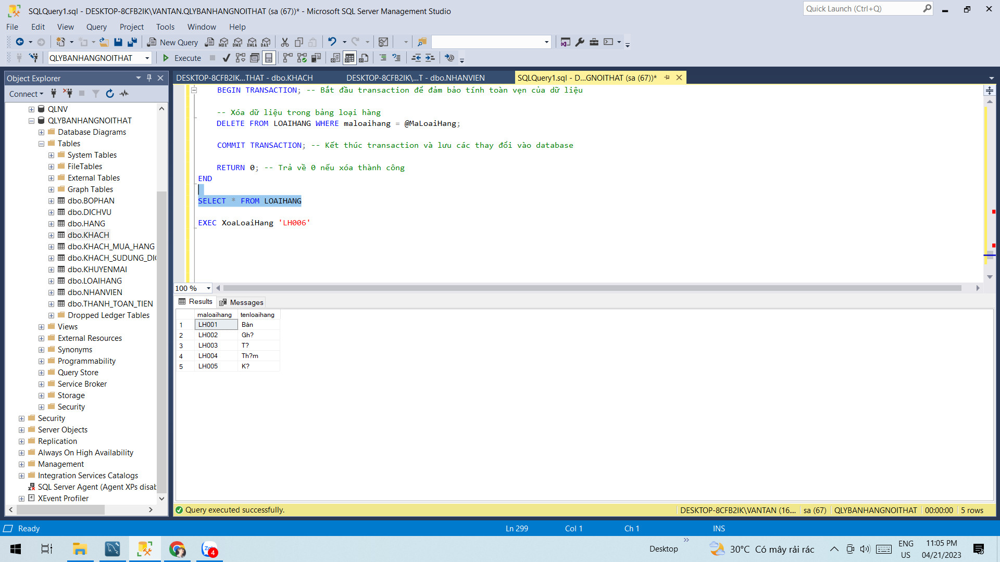 SQLQuery1.sql - DESKTOP-8CFB2IK\VANTAN.QLYBANHANGNOITHAT (sa (67))* - Microsoft SQL Server Management Studio
Quick Launch (Ctrl+Q)
File Edit View Query Project Tools Window Help
New Query
MDX DMX XMLA DAX
QLYBANHANGNOITHAT
Execute
Object Explorer
Connect
QLNV
QLYBANHANGNOITHAT
Database Diagrams
Tables
System Tables
FileTables
External Tables
Graph Tables
dbo.BOPHAN
dbo.DICHVU
dbo.HANG
dbo.KHACH
dbo.KHACH_MUA_HANG
dbo.KHACH_SUDUNG_DI
dbo.KHUYENMAI
dbo.LOAIHANG
dbo.NHANVIEN
dbo.THANH_TOAN_TIEN
Dropped Ledger Tables
Views
External Resources
Synonyms
Programmability
Query Store
Service Broker
Storage
Security
Security
Server Objects
Replication
Always On High Availability
Management
Integration Services Catalogs
SQL Server Agent (Agent XPs disab
XEvent Profiler
DESKTOP-8CFB2IK...THAT - dbo.KHACH
DESKTOP-8CFB2IK\...T - dbo.NHANVIEN
SQLQuery1.sql - D...GNOITHAT (sa (67))*
BEGIN TRANSACTION; -- Bắt đầu transaction để đảm bảo tính toàn vẹn của dữ liệu
-- Xóa dữ liệu trong bảng loại hàng
DELETE FROM LOAIHANG WHERE maloaihang = @MaLoaiHang;
COMMIT TRANSACTION; -- Kết thúc transaction và lưu các thay đổi vào database
RETURN 0; -- Trả về 0 nếu xóa thành công
END
SELECT * FROM LOAIHANG
EXEC XoaLoaiHang 'LH006'
100 %
Results Messages
maloaihang tenloaihang
1 LH001 Bàn
2 LH002 Gh?
3 LH003 T?
4 LH004 Th?m
5 LH005 K?
Query executed successfully.
DESKTOP-8CFB2IK\VANTAN (16.... sa (67) QLYBANHANGNOITHAT 00:00:00 5 rows
Ready
Ln 299 Col 1 Ch 1 INS
4
Desktop
30°C Có mây rải rác
ENG
US
11:05 PM
04/21/2023